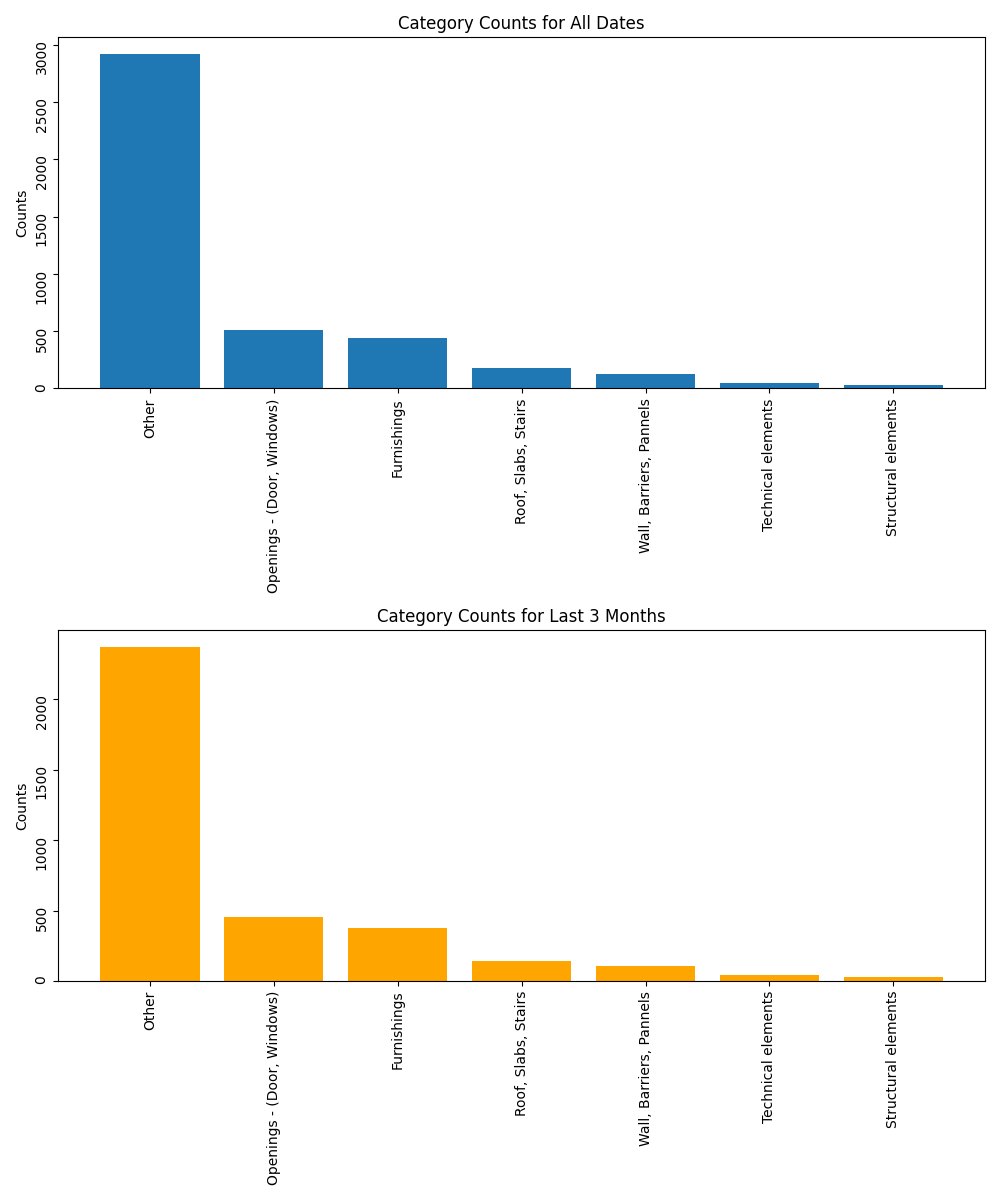 Category Counts for All Dates
Counts
3000
2500
2000
1500
1000
500
0
Other
Openings - (Door, Windows)
Furnishings
Roof, Slabs, Stairs
Wall, Barriers, Pannels
Technical elements
Structural elements
Category Counts for Last 3 Months
Counts
2000
1500
1000
500
0
Other
Openings - (Door, Windows)
Furnishings
Roof, Slabs, Stairs
Wall, Barriers, Pannels
Technical elements
Structural elements